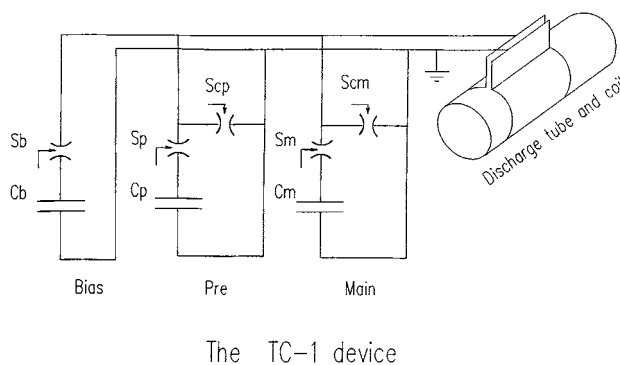 Scp
Scm
Sb
Sp
Sm
Cb
Cp
Cm
Bias
Pre
Main
Discharge tube and coil
The TC-1 device